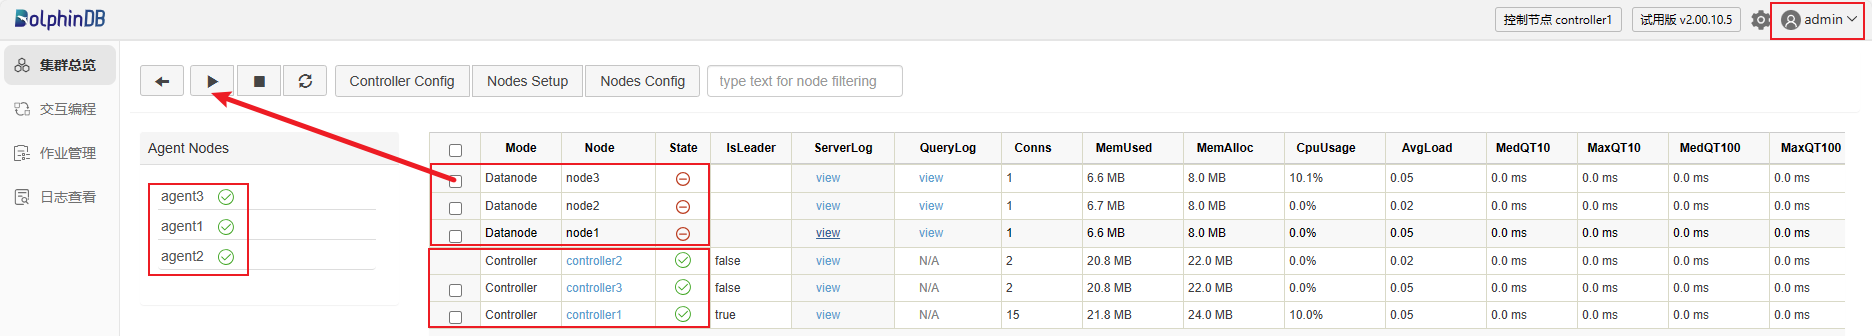 DolphinDB 控制节点 controller1 试用版 v2.00.10.5 admin
集群总览
交互编程
作业管理
日志查看
Controller Config Nodes Setup Nodes Config type text for node filtering
Agent Nodes
agent3
agent1
agent2
Mode Node State IsLeader ServerLog QueryLog Conns MemUsed MemAlloc CpuUsage AvgLoad MedQT10 MaxQT10 MedQT100 MaxQT100
Datanode node3 view view 1 6.6 MB 8.0 MB 10.1% 0.05 0.0 ms 0.0 ms 0.0 ms 0.0 ms
Datanode node2 view view 1 6.7 MB 8.0 MB 0.0% 0.02 0.0 ms 0.0 ms 0.0 ms 0.0 ms
Datanode node1 view view 1 6.6 MB 8.0 MB 0.0% 0.05 0.0 ms 0.0 ms 0.0 ms 0.0 ms
Controller controller2 false view N/A 2 20.8 MB 22.0 MB 0.0% 0.02 0.0 ms 0.0 ms 0.0 ms 0.0 ms
Controller controller3 false view N/A 2 20.8 MB 22.0 MB 0.0% 0.05 0.0 ms 0.0 ms 0.0 ms 0.0 ms
Controller controller1 true view N/A 15 21.8 MB 24.0 MB 10.0% 0.05 0.0 ms 0.0 ms 0.0 ms 0.0 ms